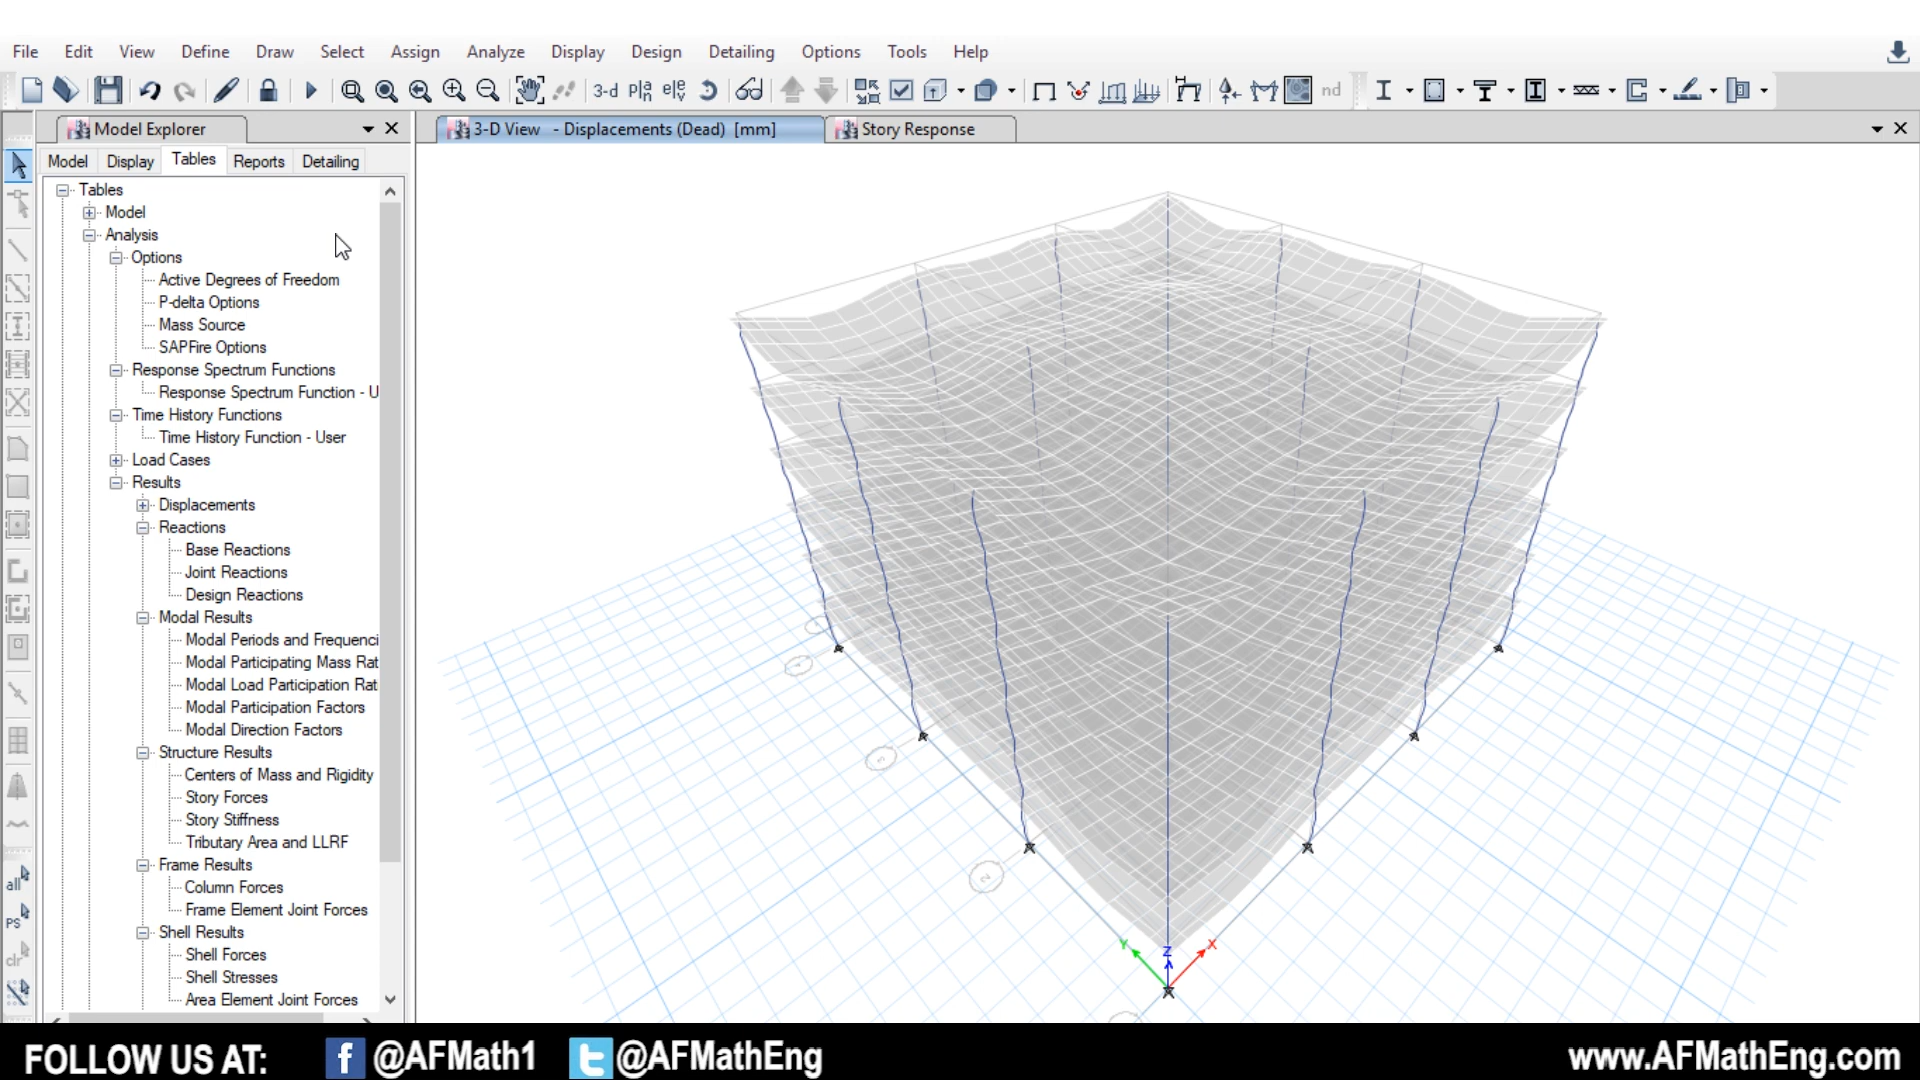 File Edit View Define Draw Select Assign Analyze Display Design Detailing Options Tools Help
3-d nd
Model Explorer
3-D View - Displacements (Dead) [mm]
Story Response
Model Display Tables Reports Detailing
Tables
Model
Analysis
Options
Active Degrees of Freedom
P-delta Options
Mass Source
SAPFire Options
Response Spectrum Functions
Response Spectrum Function - U
Time History Functions
Time History Function - User
Load Cases
Results
Displacements
Reactions
Base Reactions
Joint Reactions
Design Reactions
Modal Results
Modal Periods and Frequenci
Modal Participating Mass Rat
Modal Load Participation Rat
Modal Participation Factors
Modal Direction Factors
Structure Results
Centers of Mass and Rigidity
Story Forces
Story Stiffness
Tributary Area and LLRF
Frame Results
Column Forces
Frame Element Joint Forces
Shell Results
Shell Forces
Shell Stresses
Area Element Joint Forces
all
PS
clr
Y Z X
FOLLOW US AT: f @AFMath1 t @AFMathEng www.AFMathEng.com